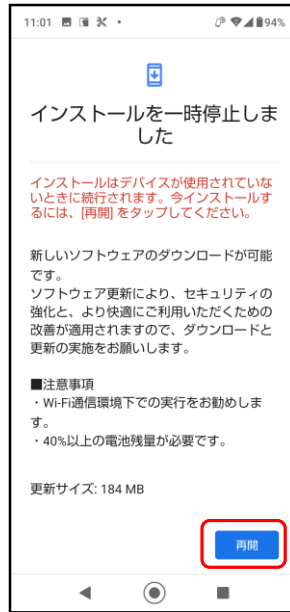 11:01
94%
インストールを一時停止しま
した
インストールはデバイスが使用されていな
いときに続行されます。今インストールす
るには、[再開] をタップしてください。
新しいソフトウェアのダウンロードが可能
です。
ソフトウェア更新により、セキュリティの
強化と、より快適にご利用いただくための
改善が適用されますので、ダウンロードと
更新の実施をお願いします。
■注意事項
・Wi-Fi通信環境下での実行をお勧めしま
す。
・40%以上の電池残量が必要です。
更新サイズ: 184 MB
再開